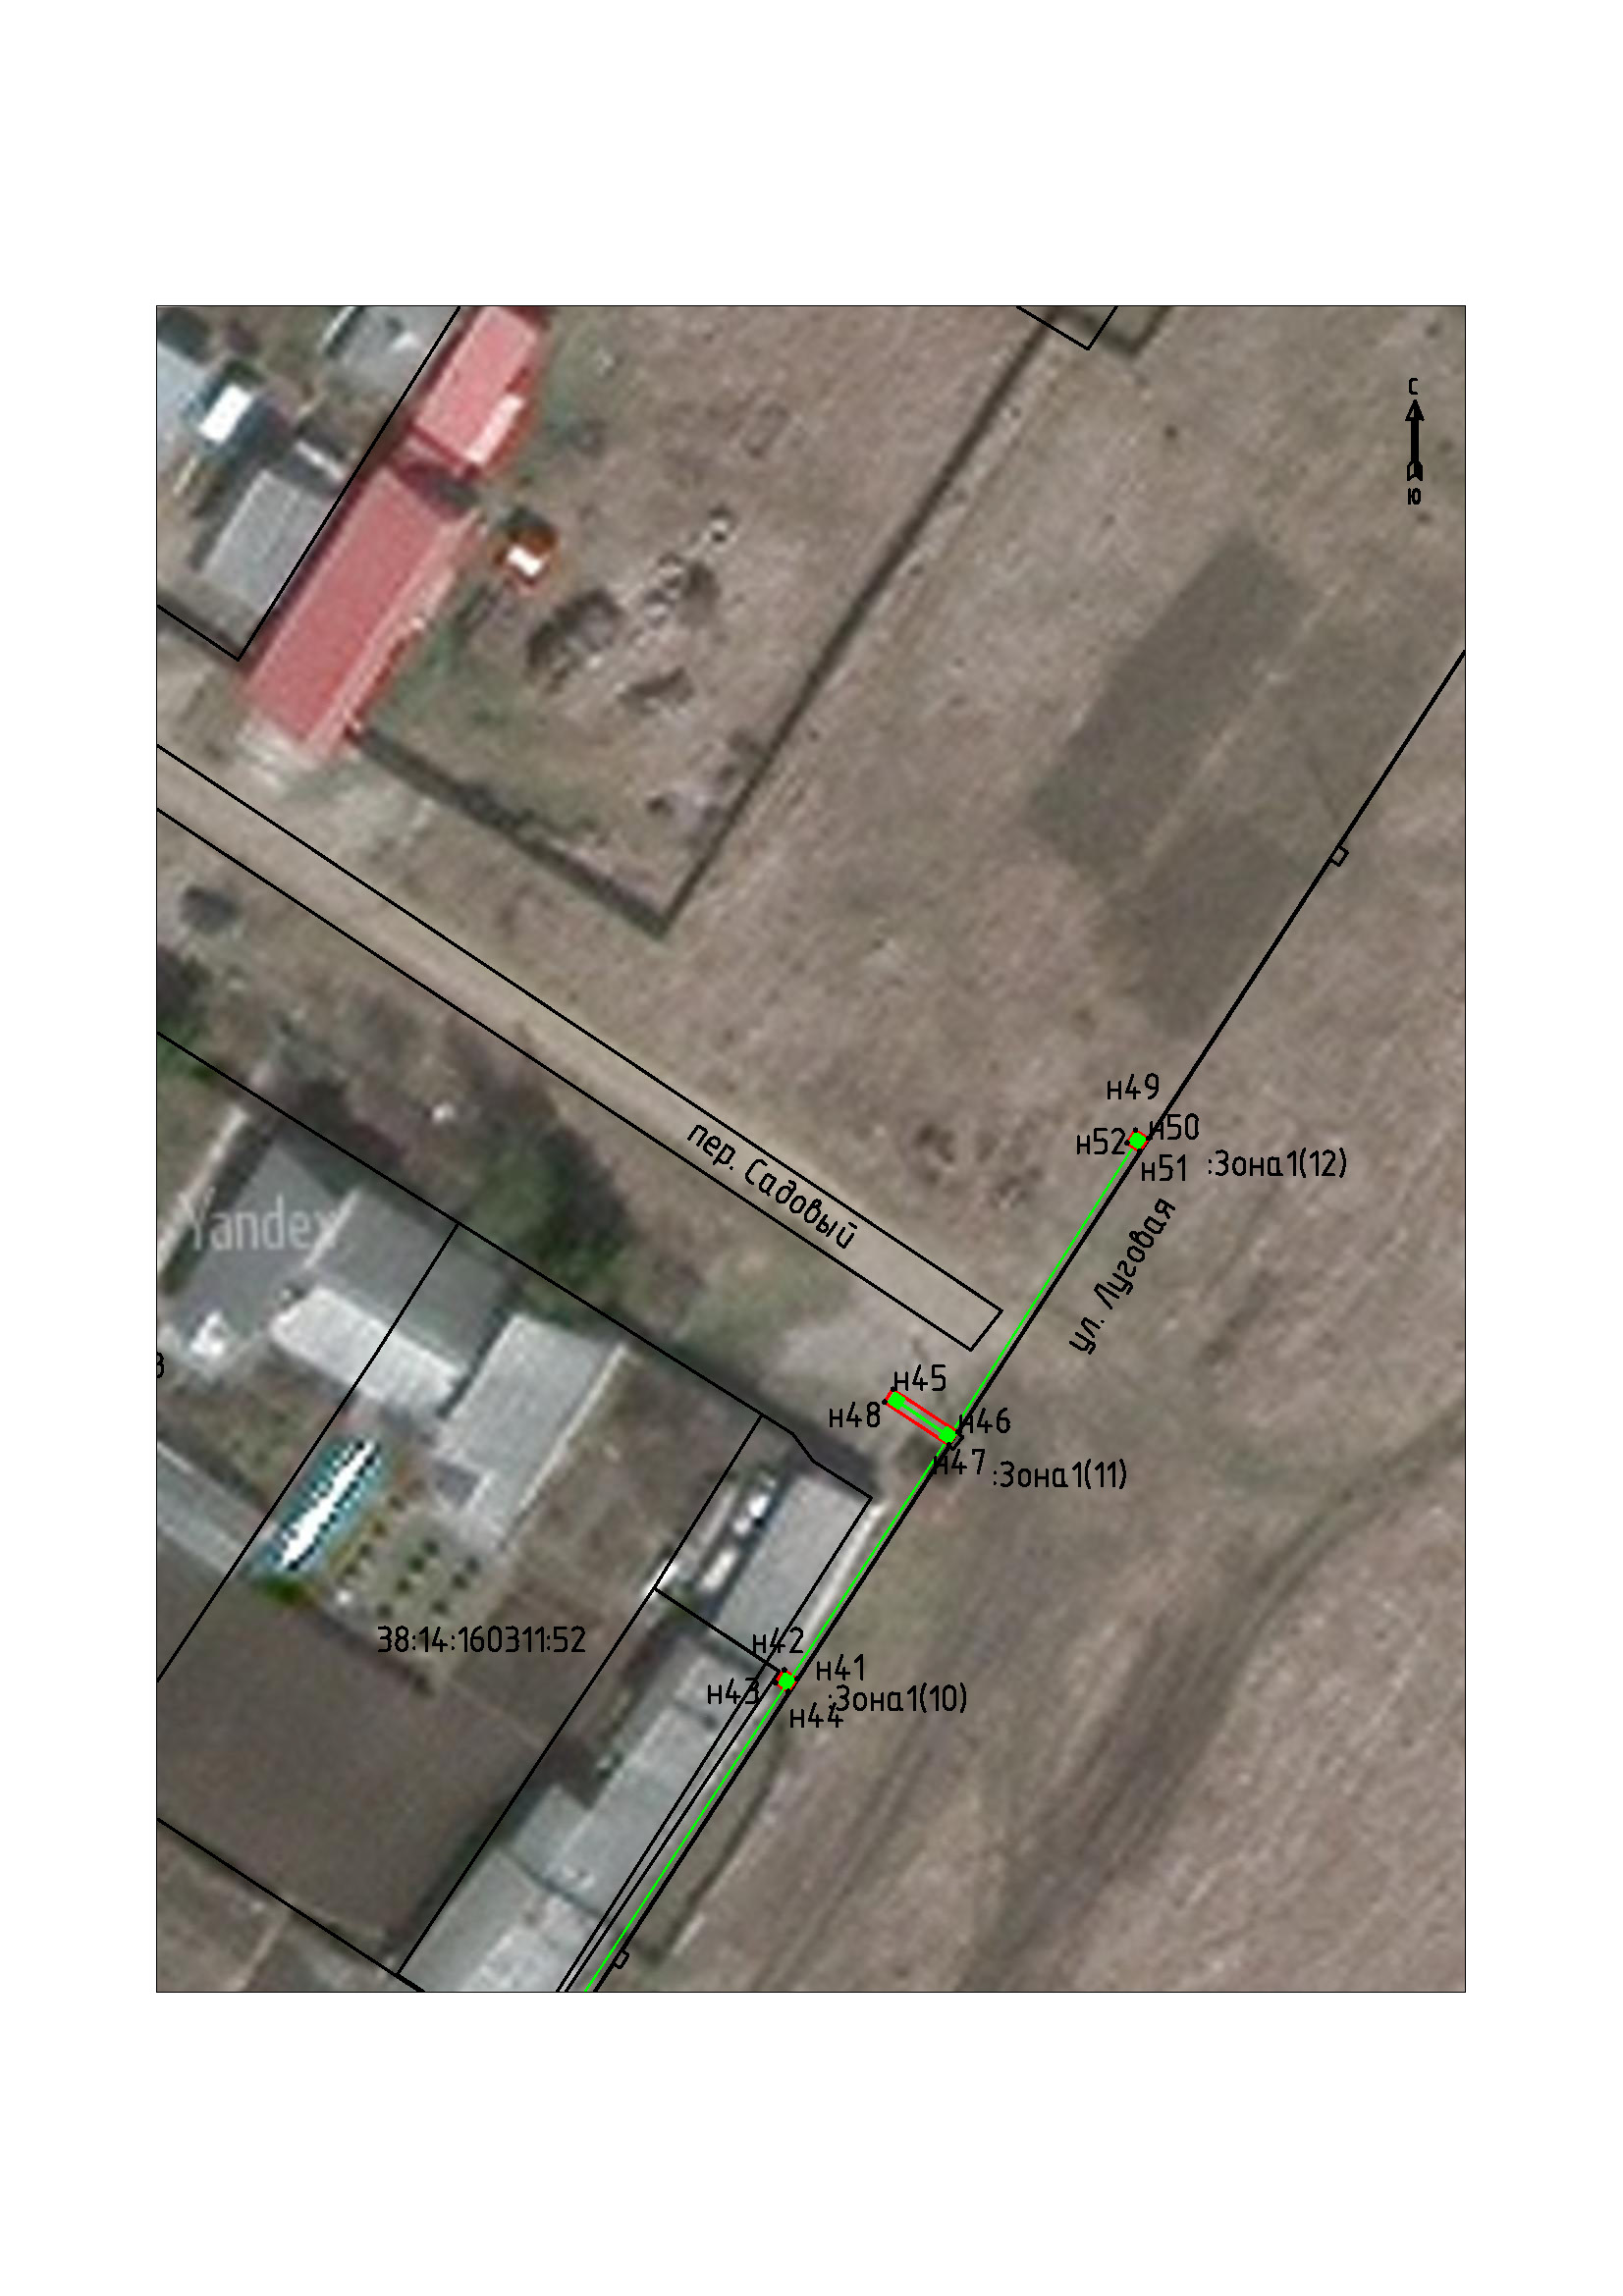 С
Ю
н49
н50
н52
н51
:Зона1(12)
пер. Садовый
ул. Луговая
Yandex
н45
н48
н46
н47
:Зона1(11)
38:14:160311:52
н42
н41
н43
:Зона1(10)
н44